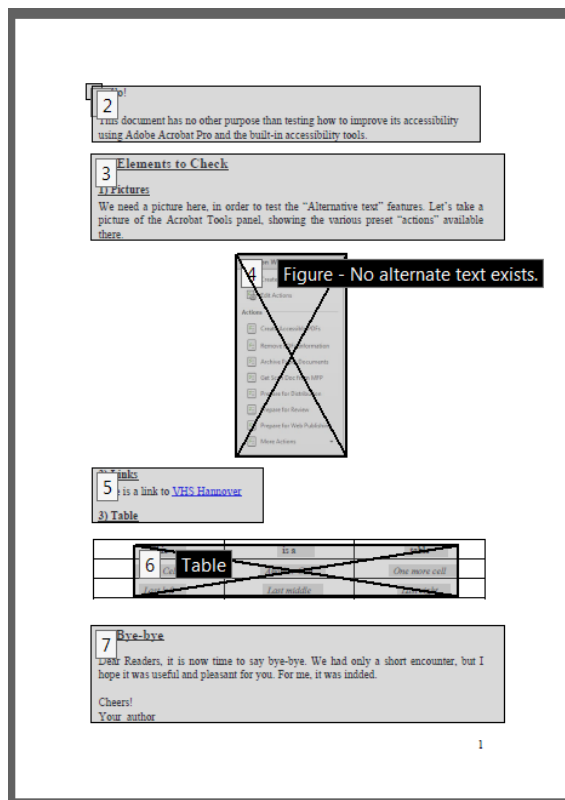 2
This document has no other purpose than testing how to improve its accessibility
using Adobe Acrobat Pro and the built-in accessibility tools.
3 Elements to Check
1) Pictures
We need a picture here, in order to test the “Alternative text” features. Let’s take a
picture of the Acrobat Tools panel, showing the various preset “actions” available
there.
4 Figure - No alternate text exists.
Edit Actions
Actions
Create Accessible PDFs
Archive Documents
Prepare for Distribution
Prepare for Review
Prepare for Web Publishing
More Actions
Links
5 is a link to VHS Hannover
3) Table
is a table
6 Table One more cell
Last middle
7 Bye-bye
Dear Readers, it is now time to say bye-bye. We had only a short encounter, but I
hope it was useful and pleasant for you. For me, it was indded.
Cheers!
Your author
1